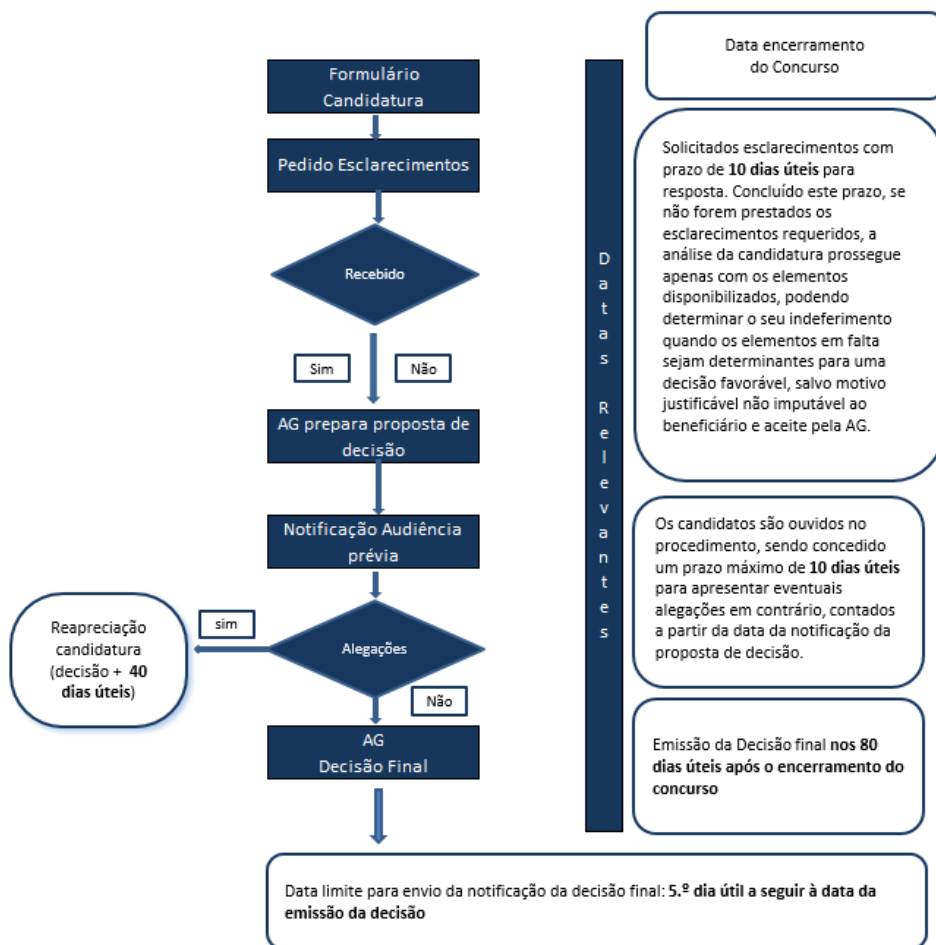 Formulário
Candidatura
Pedido Esclarecimentos
Recebido
Sim
Não
AG prepara proposta de
decisão
Notificação Audiência
prévia
Alegações
sim
Não
Reapreciação
candidatura
(decisão + 40
dias úteis)
AG
Decisão Final
Datas Relevantes
Data encerramento
do Concurso
Solicitados esclarecimentos com
prazo de 10 dias úteis para
resposta. Concluído este prazo, se
não forem prestados os
esclarecimentos requeridos, a
análise da candidatura prossegue
apenas com os elementos
disponibilizados, podendo
determinar o seu indeferimento
quando os elementos em falta
sejam determinantes para uma
decisão favorável, salvo motivo
justificável não imputável ao
beneficiário e aceite pela AG.
Os candidatos são ouvidos no
procedimento, sendo concedido
um prazo máximo de 10 dias úteis
para apresentar eventuais
alegações em contrário, contados
a partir da data da notificação da
proposta de decisão.
Emissão da Decisão final nos 80
dias úteis após o encerramento do
concurso
Data limite para envio da notificação da decisão final: 5.º dia útil a seguir à data da
emissão da decisão